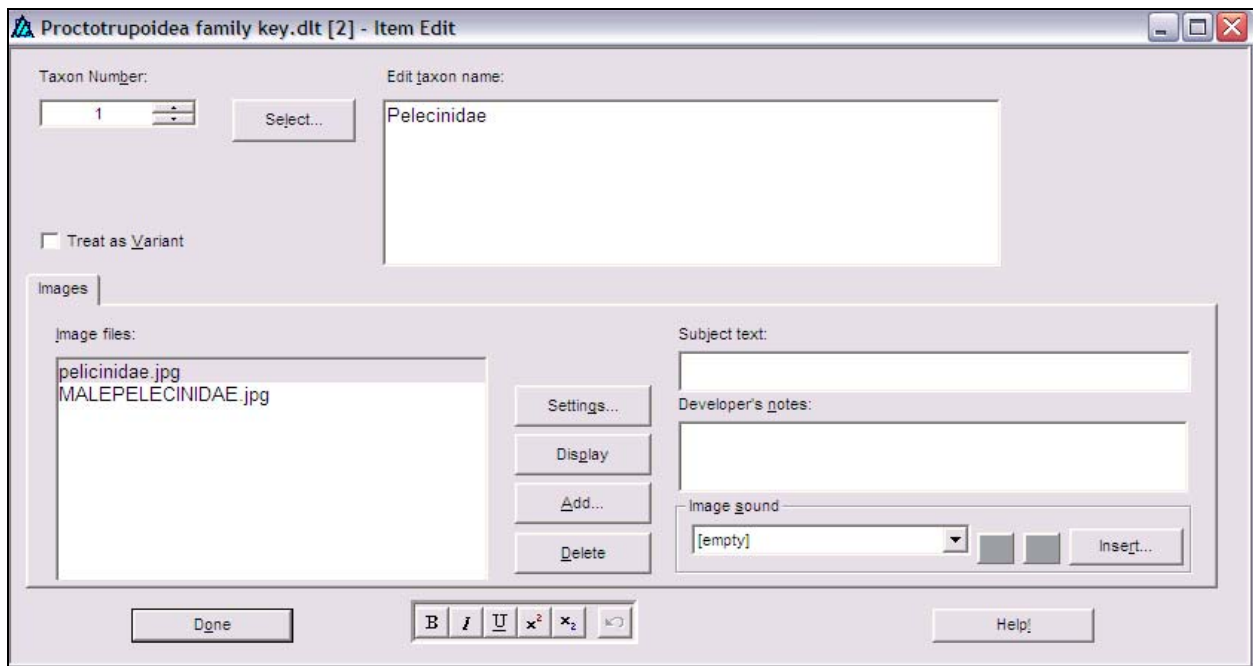 Proctotrupoidea family key.dlt [2] - Item Edit
Taxon Number:
Edit taxon name:
1
Select...
Pelecinidae
Treat as Variant
Images
Image files:
Subject text:
pelicinidae.jpg
MALEPELECINIDAE.jpg
Settings...
Developer's notes:
Display
Add...
Image sound
[empty]
Insert...
Delete
Done
B I U x² x₂
Help!